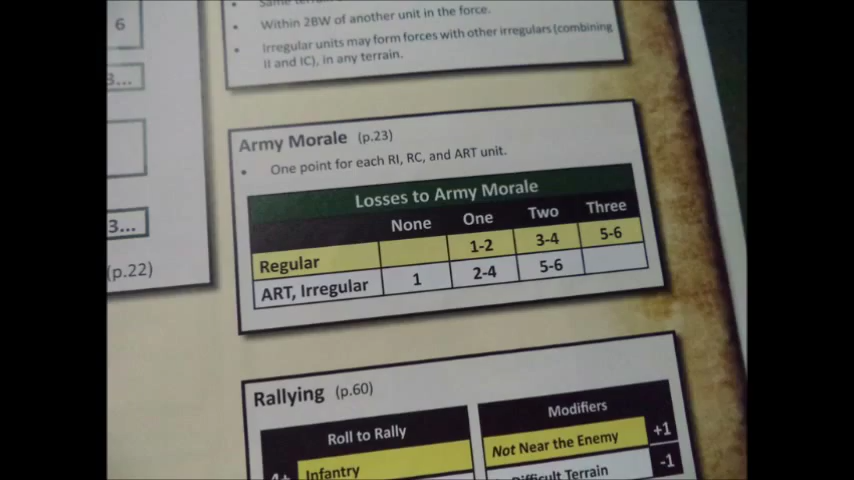 6
3...
3...
(p.22)
• Within 2BW of another unit in the force.
• Irregular units may form forces with other irregulars (combining
II and IC), in any terrain.
Army Morale (p.23)
• One point for each RI, RC, and ART unit.
Losses to Army Morale
None One Two Three
Regular 1-2 3-4 5-6
ART, Irregular 1 2-4 5-6
Rallying (p.60)
Roll to Rally
Infantry
Modifiers
Not Near the Enemy +1
Difficult Terrain -1